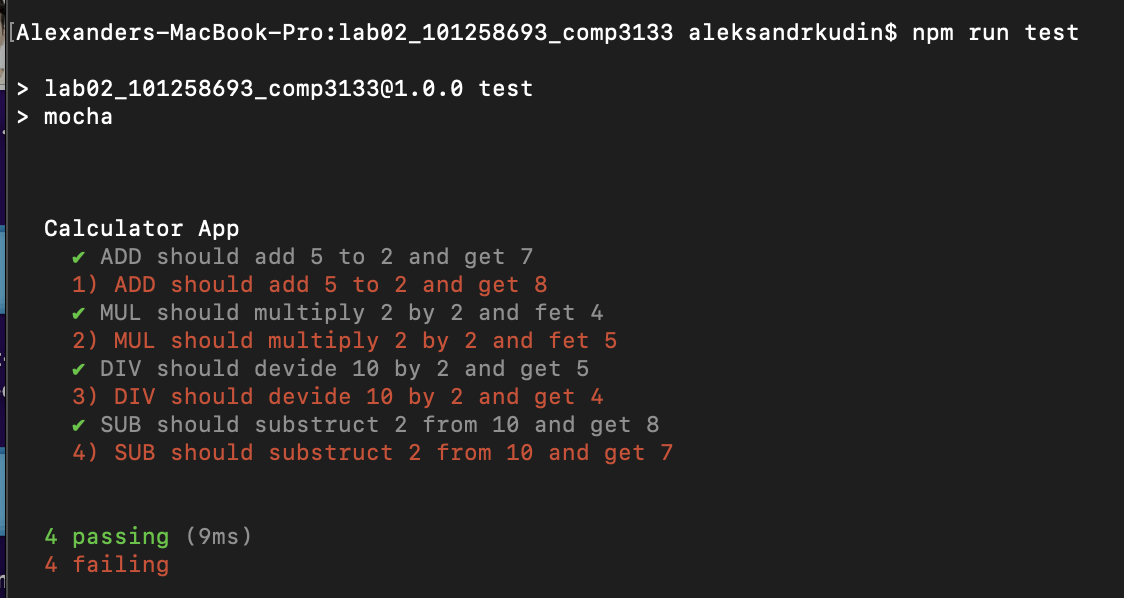 [Alexanders-MacBook-Pro:lab02_101258693_comp3133 aleksandrkudin$ npm run test
> lab02_101258693_comp3133@1.0.0 test
> mocha
Calculator App
✔ ADD should add 5 to 2 and get 7
1) ADD should add 5 to 2 and get 8
✔ MUL should multiply 2 by 2 and fet 4
2) MUL should multiply 2 by 2 and fet 5
✔ DIV should devide 10 by 2 and get 5
3) DIV should devide 10 by 2 and get 4
✔ SUB should substruct 2 from 10 and get 8
4) SUB should substruct 2 from 10 and get 7
4 passing (9ms)
4 failing